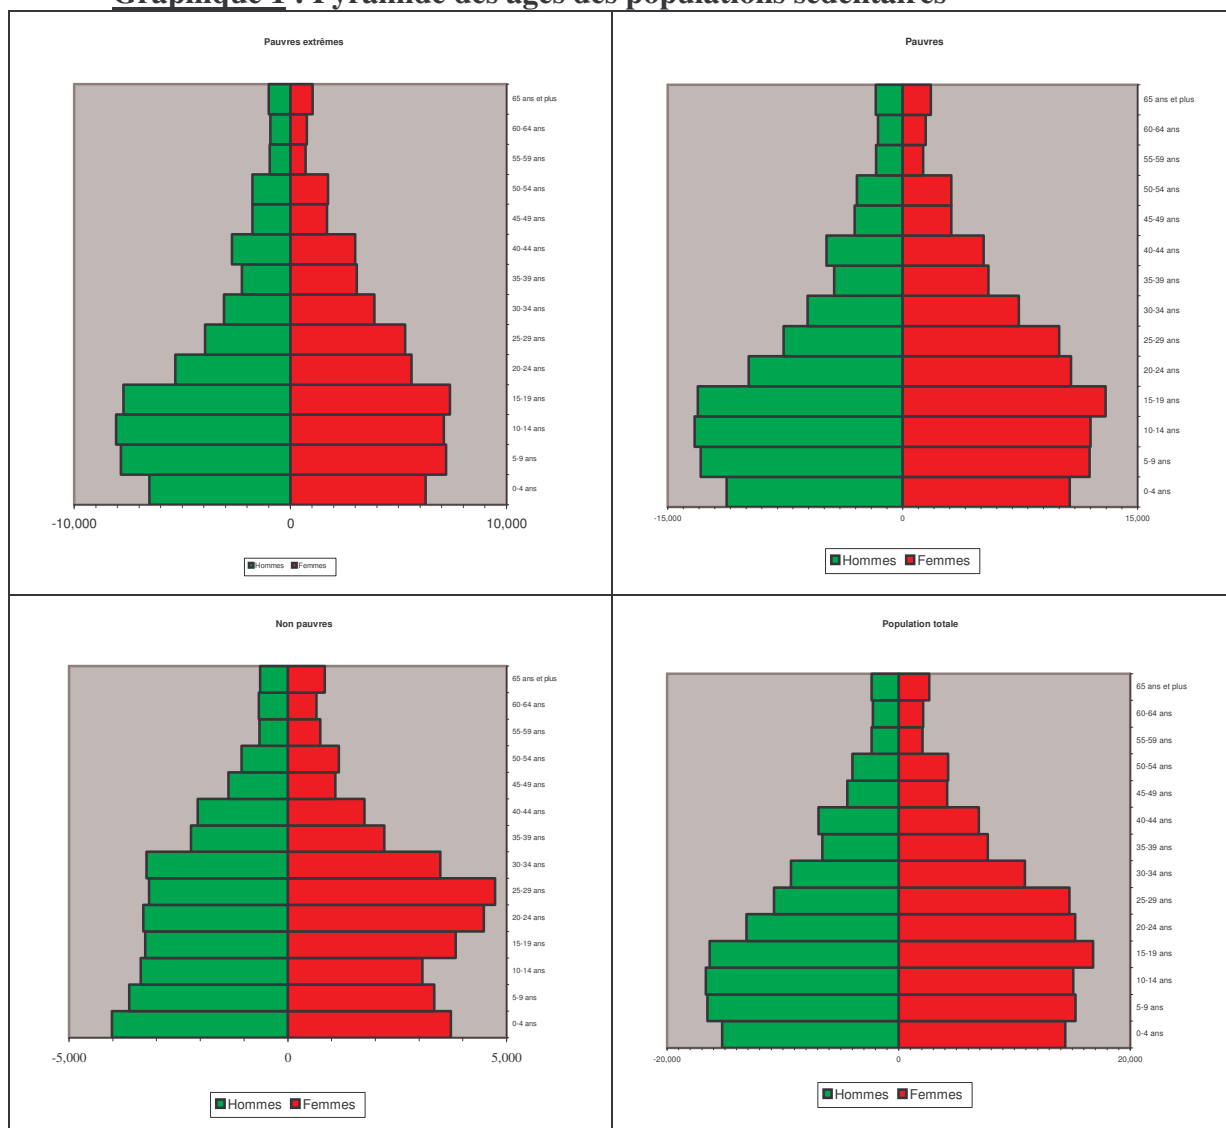 Graphique 1 : Pyramide des âges des populations sédentaires
Pauvres extrêmes
65 ans et plus
60-64 ans
55-59 ans
50-54 ans
45-49 ans
40-44 ans
35-39 ans
30-34 ans
25-29 ans
20-24 ans
15-19 ans
10-14 ans
5-9 ans
0-4 ans
-10,000 0 10,000
Hommes Femmes
Pauvres
65 ans et plus
60-64 ans
55-59 ans
50-54 ans
45-49 ans
40-44 ans
35-39 ans
30-34 ans
25-29 ans
20-24 ans
15-19 ans
10-14 ans
5-9 ans
0-4 ans
-15,000 0 15,000
Hommes Femmes
Non pauvres
65 ans et plus
60-64 ans
55-59 ans
50-54 ans
45-49 ans
40-44 ans
35-39 ans
30-34 ans
25-29 ans
20-24 ans
15-19 ans
10-14 ans
5-9 ans
0-4 ans
-5,000 0 5,000
Hommes Femmes
Population totale
65 ans et plus
60-64 ans
55-59 ans
50-54 ans
45-49 ans
40-44 ans
35-39 ans
30-34 ans
25-29 ans
20-24 ans
15-19 ans
10-14 ans
5-9 ans
0-4 ans
-20,000 0 20,000
Hommes Femmes